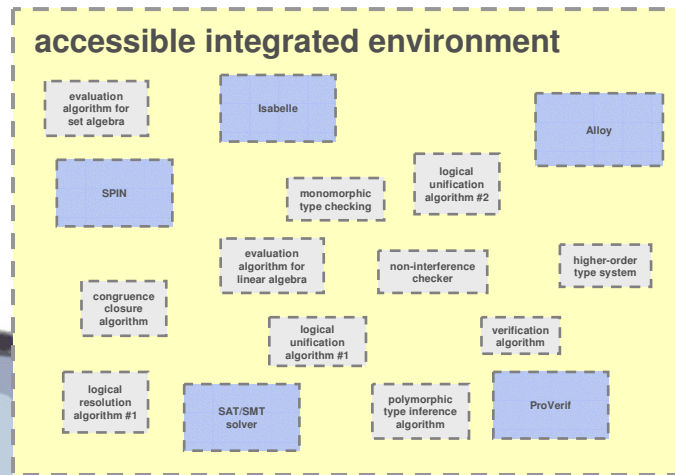 accessible integrated environment
evaluation
algorithm for
set algebra
Isabelle
Alloy
SPIN
monomorphic
type checking
logical
unification
algorithm #2
evaluation
algorithm for
linear algebra
non-interference
checker
higher-order
type system
congruence
closure
algorithm
logical
unification
algorithm #1
verification
algorithm
logical
resolution
algorithm #1
SAT/SMT
solver
polymorphic
type inference
algorithm
ProVerif